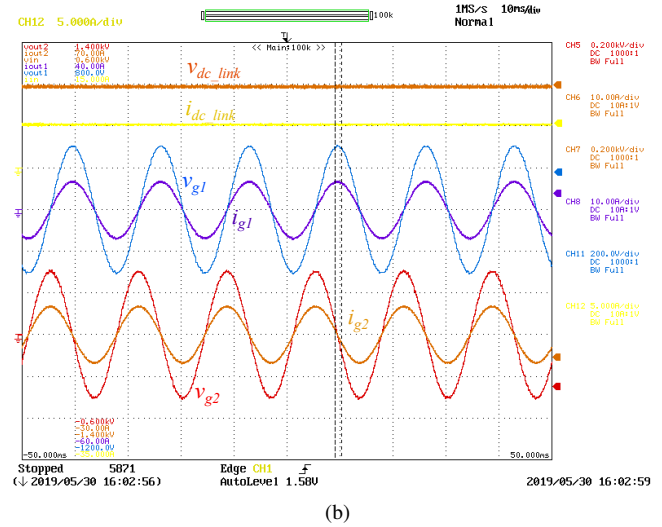 CH12 5.000A/div
100k
1MS/s 10ms/div
Normal
<< Main:100k >>
vout2 1.400kV
iout2 70.00A
vin 0.600kV
iout1 40.00A
vout1 800.0V
v_dc_link
i_dc_link
v_g1
i_g1
i_g2
v_g2
CH5 0.200kV/div
DC 1000:1
BW Full
CH6 10.00A/div
DC 10A:1V
BW Full
CH7 0.200kV/div
DC 1000:1
BW Full
CH8 10.00A/div
DC 10A:1V
BW Full
CH11 200.0V/div
DC 1000:1
BW Full
CH12 5.000A/div
DC 10A:1V
BW Full
-0.600kV
-30.00A
-1.400kV
-60.00A
-1200.0V
-50.000ms 50.000ms
Stopped 5871 Edge CH1
(↓2019/05/30 16:02:56) AutoLevel 1.58V 2019/05/30 16:02:59
(b)